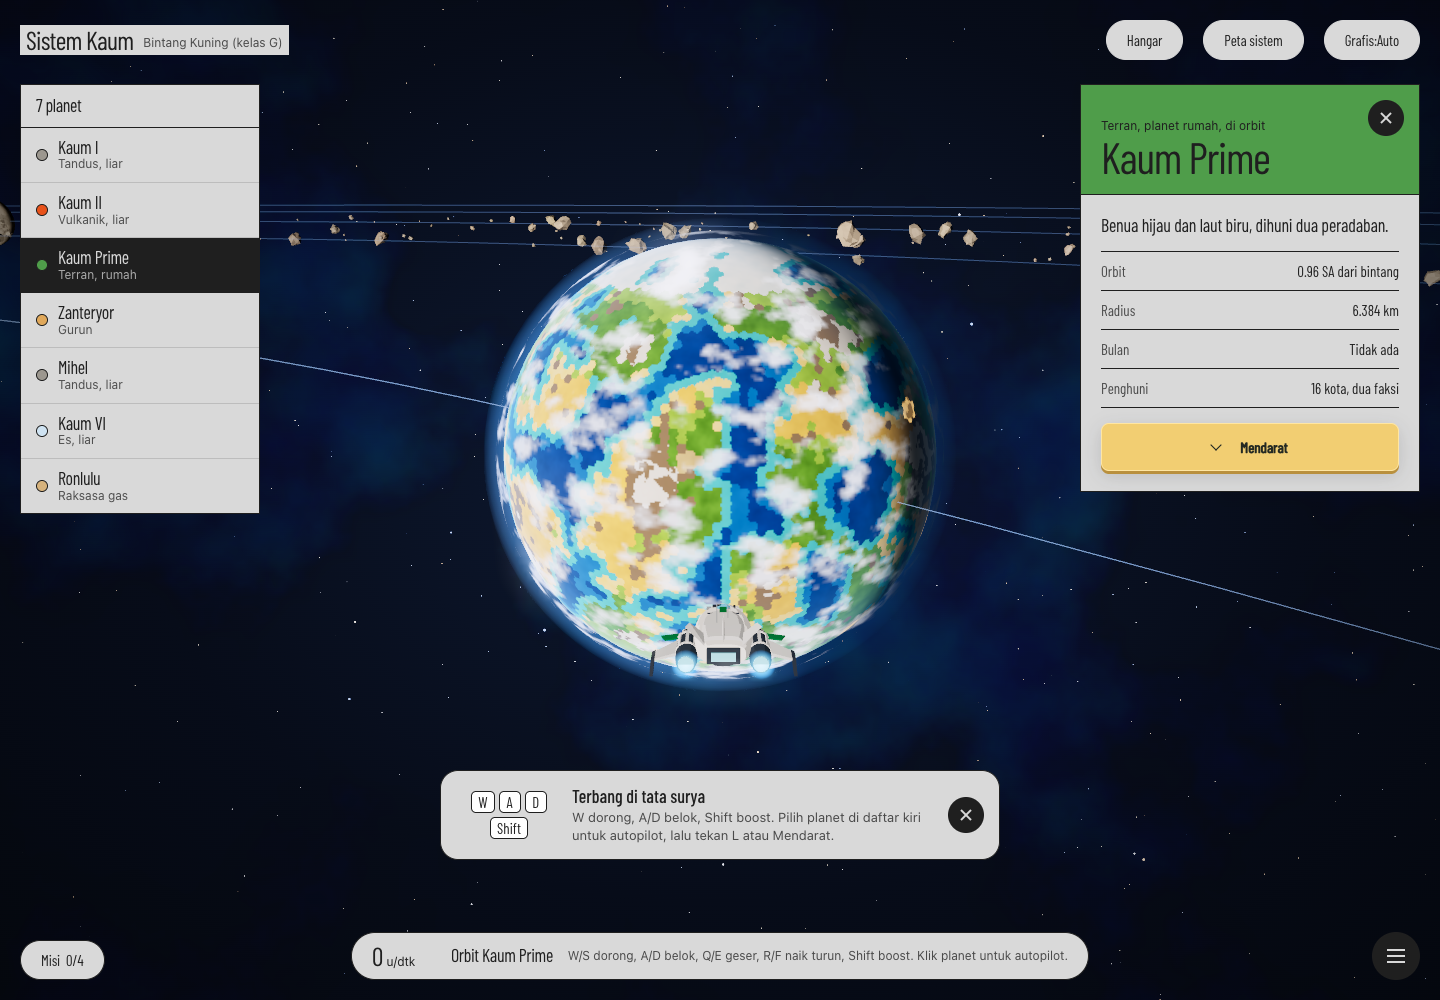 Sistem Kaum Bintang Kuning (kelas G)
Hangar
Peta sistem
Grafis:Auto
7 planet
Kaum I
Tandus, liar
Kaum II
Vulkanik, liar
Kaum Prime
Terran, rumah
Zanteryor
Gurun
Mihel
Tandus, liar
Kaum VI
Es, liar
Ronlulu
Raksasa gas
Terran, planet rumah, di orbit
Kaum Prime
Benua hijau dan laut biru, dihuni dua peradaban.
Orbit 0.96 SA dari bintang
Radius 6.384 km
Bulan Tidak ada
Penghuni 16 kota, dua faksi
Mendarat
W A D
Shift
Terbang di tata surya
W dorong, A/D belok, Shift boost. Pilih planet di daftar kiri
untuk autopilot, lalu tekan L atau Mendarat.
Misi 0/4
0 u/dtk Orbit Kaum Prime W/S dorong, A/D belok, Q/E geser, R/F naik turun, Shift boost. Klik planet untuk autopilot.